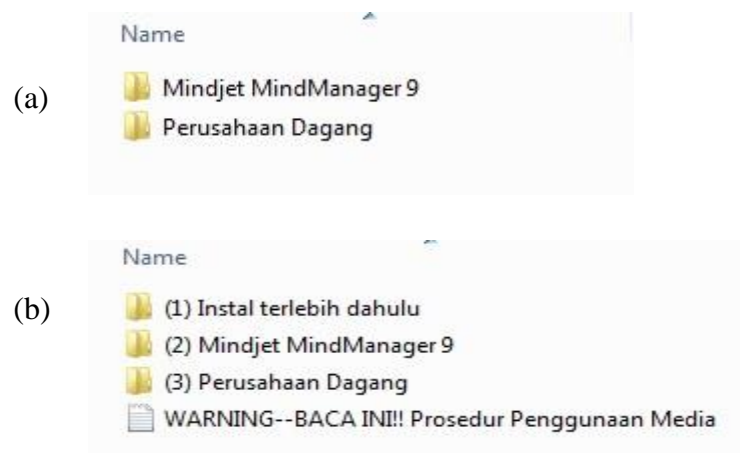 Name
(a)
Mindjet MindManager 9
Perusahaan Dagang
Name
(b)
(1) Instal terlebih dahulu
(2) Mindjet MindManager 9
(3) Perusahaan Dagang
WARNING--BACA INI!! Prosedur Penggunaan Media